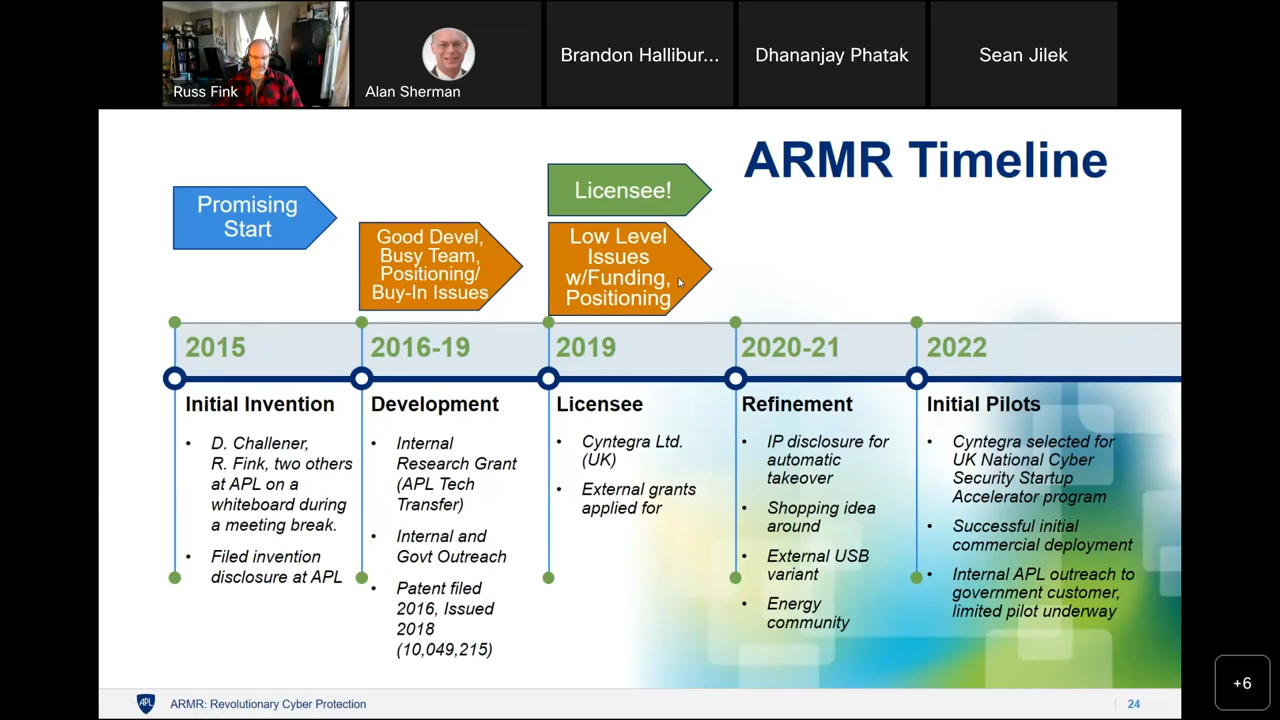 Russ Fink
Alan Sherman
Brandon Hallibur...
Dhananjay Phatak
Sean Jilek
ARMR Timeline
Promising
Start
Good Devel,
Busy Team,
Positioning/
Buy-In Issues
Licensee!
Low Level
Issues
w/Funding,
Positioning
2015
2016-19
2019
2020-21
2022
Initial Invention
• D. Challener,
R. Fink, two others
at APL on a
whiteboard during
a meeting break.
• Filed invention
disclosure at APL
Development
• Internal
Research Grant
(APL Tech
Transfer)
• Internal and
Govt Outreach
• Patent filed
2016, Issued
2018
(10,049,215)
Licensee
• Cyntegra Ltd.
(UK)
• External grants
applied for
Refinement
• IP disclosure for
automatic
takeover
• Shopping idea
around
• External USB
variant
• Energy
community
Initial Pilots
• Cyntegra selected for
UK National Cyber
Security Startup
Accelerator program
• Successful initial
commercial deployment
• Internal APL outreach to
government customer,
limited pilot underway
APL
ARMR: Revolutionary Cyber Protection
24
+6